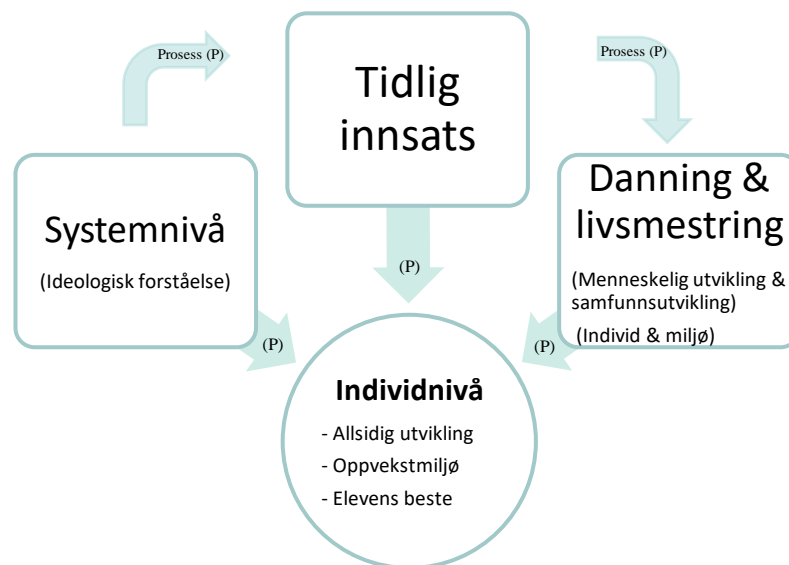 Prosess (P)
Tidlig
innsats
Prosess (P)
Systemnivå
(Ideologisk forståelse)
Danning &
livsmestring
(Menneskelig utvikling &
samfunnsutvikling)
(Individ & miljø)
(P)
(P)
(P)
Individnivå
- Allsidig utvikling
- Oppvekstmiljø
- Elevens beste